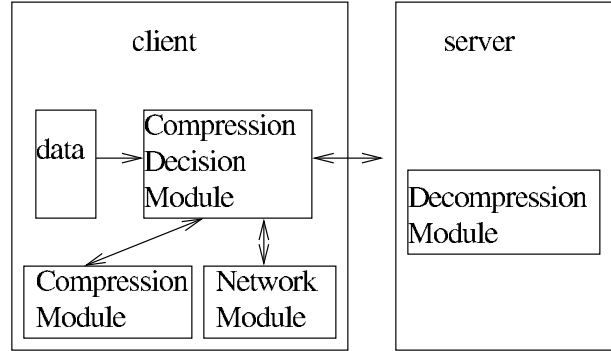 client
server
data
Compression
Decision
Module
Decompression
Module
Compression
Module
Network
Module